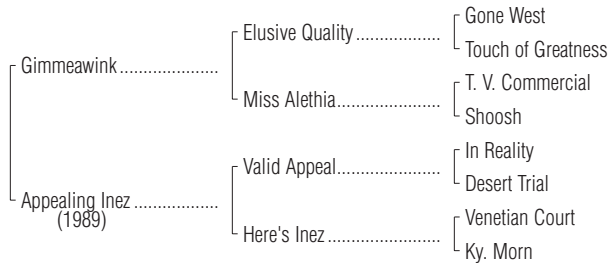 Gone West
Elusive Quality
Touch of Greatness
Gimmeawink
T. V. Commercial
Miss Alethia
Shoosh
In Reality
Valid Appeal
Desert Trial
Appealing Inez
(1989)
Venetian Court
Here's Inez
Ky. Morn